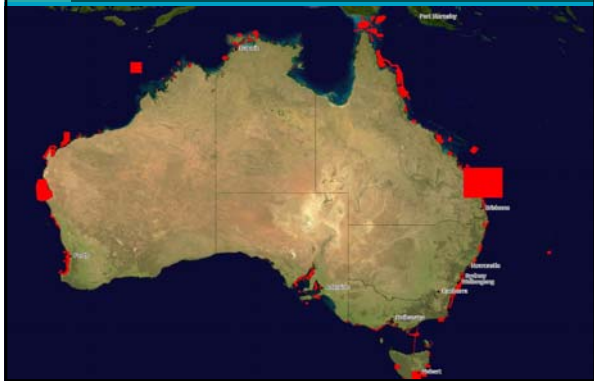 Port Moresby
Darwin
Brisbane
Newcastle
Sydney
Wollongong
Perth
Adelaide
Canberra
Melbourne
Hobart